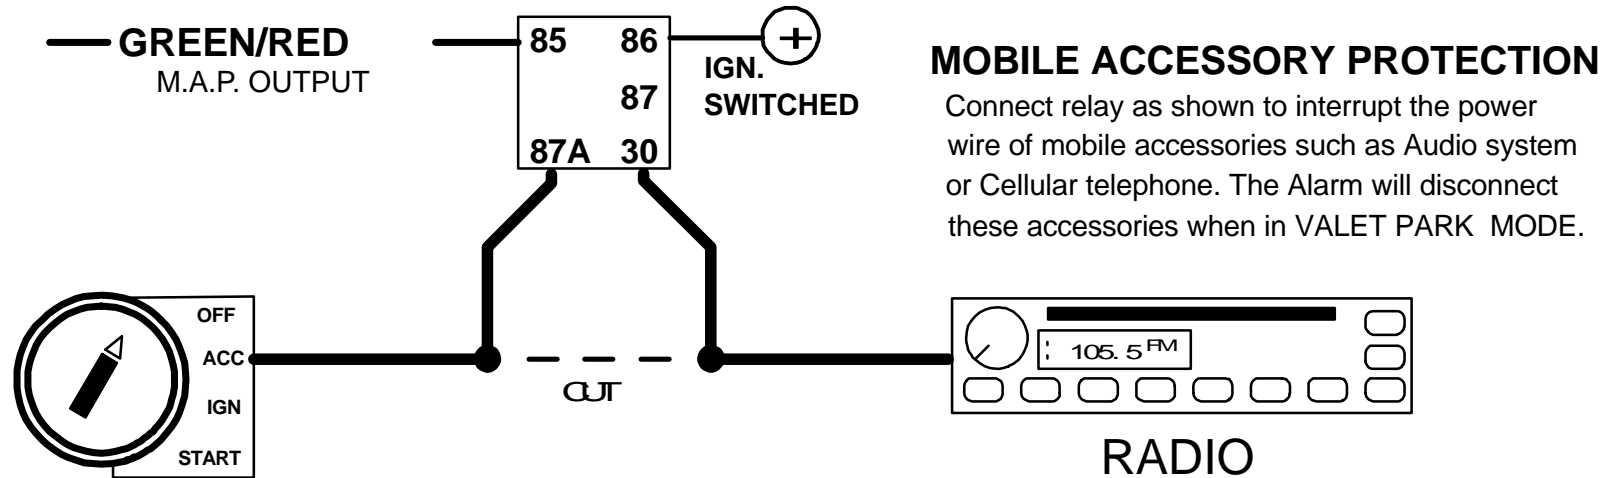 GREEN/RED
M.A.P. OUTPUT
85 86
87
87A 30
+
IGN.
SWITCHED
MOBILE ACCESSORY PROTECTION
Connect relay as shown to interrupt the power
wire of mobile accessories such as Audio system
or Cellular telephone. The Alarm will disconnect
these accessories when in VALET PARK MODE.
OFF
ACC
IGN
START
CUT
105.5 FM
RADIO